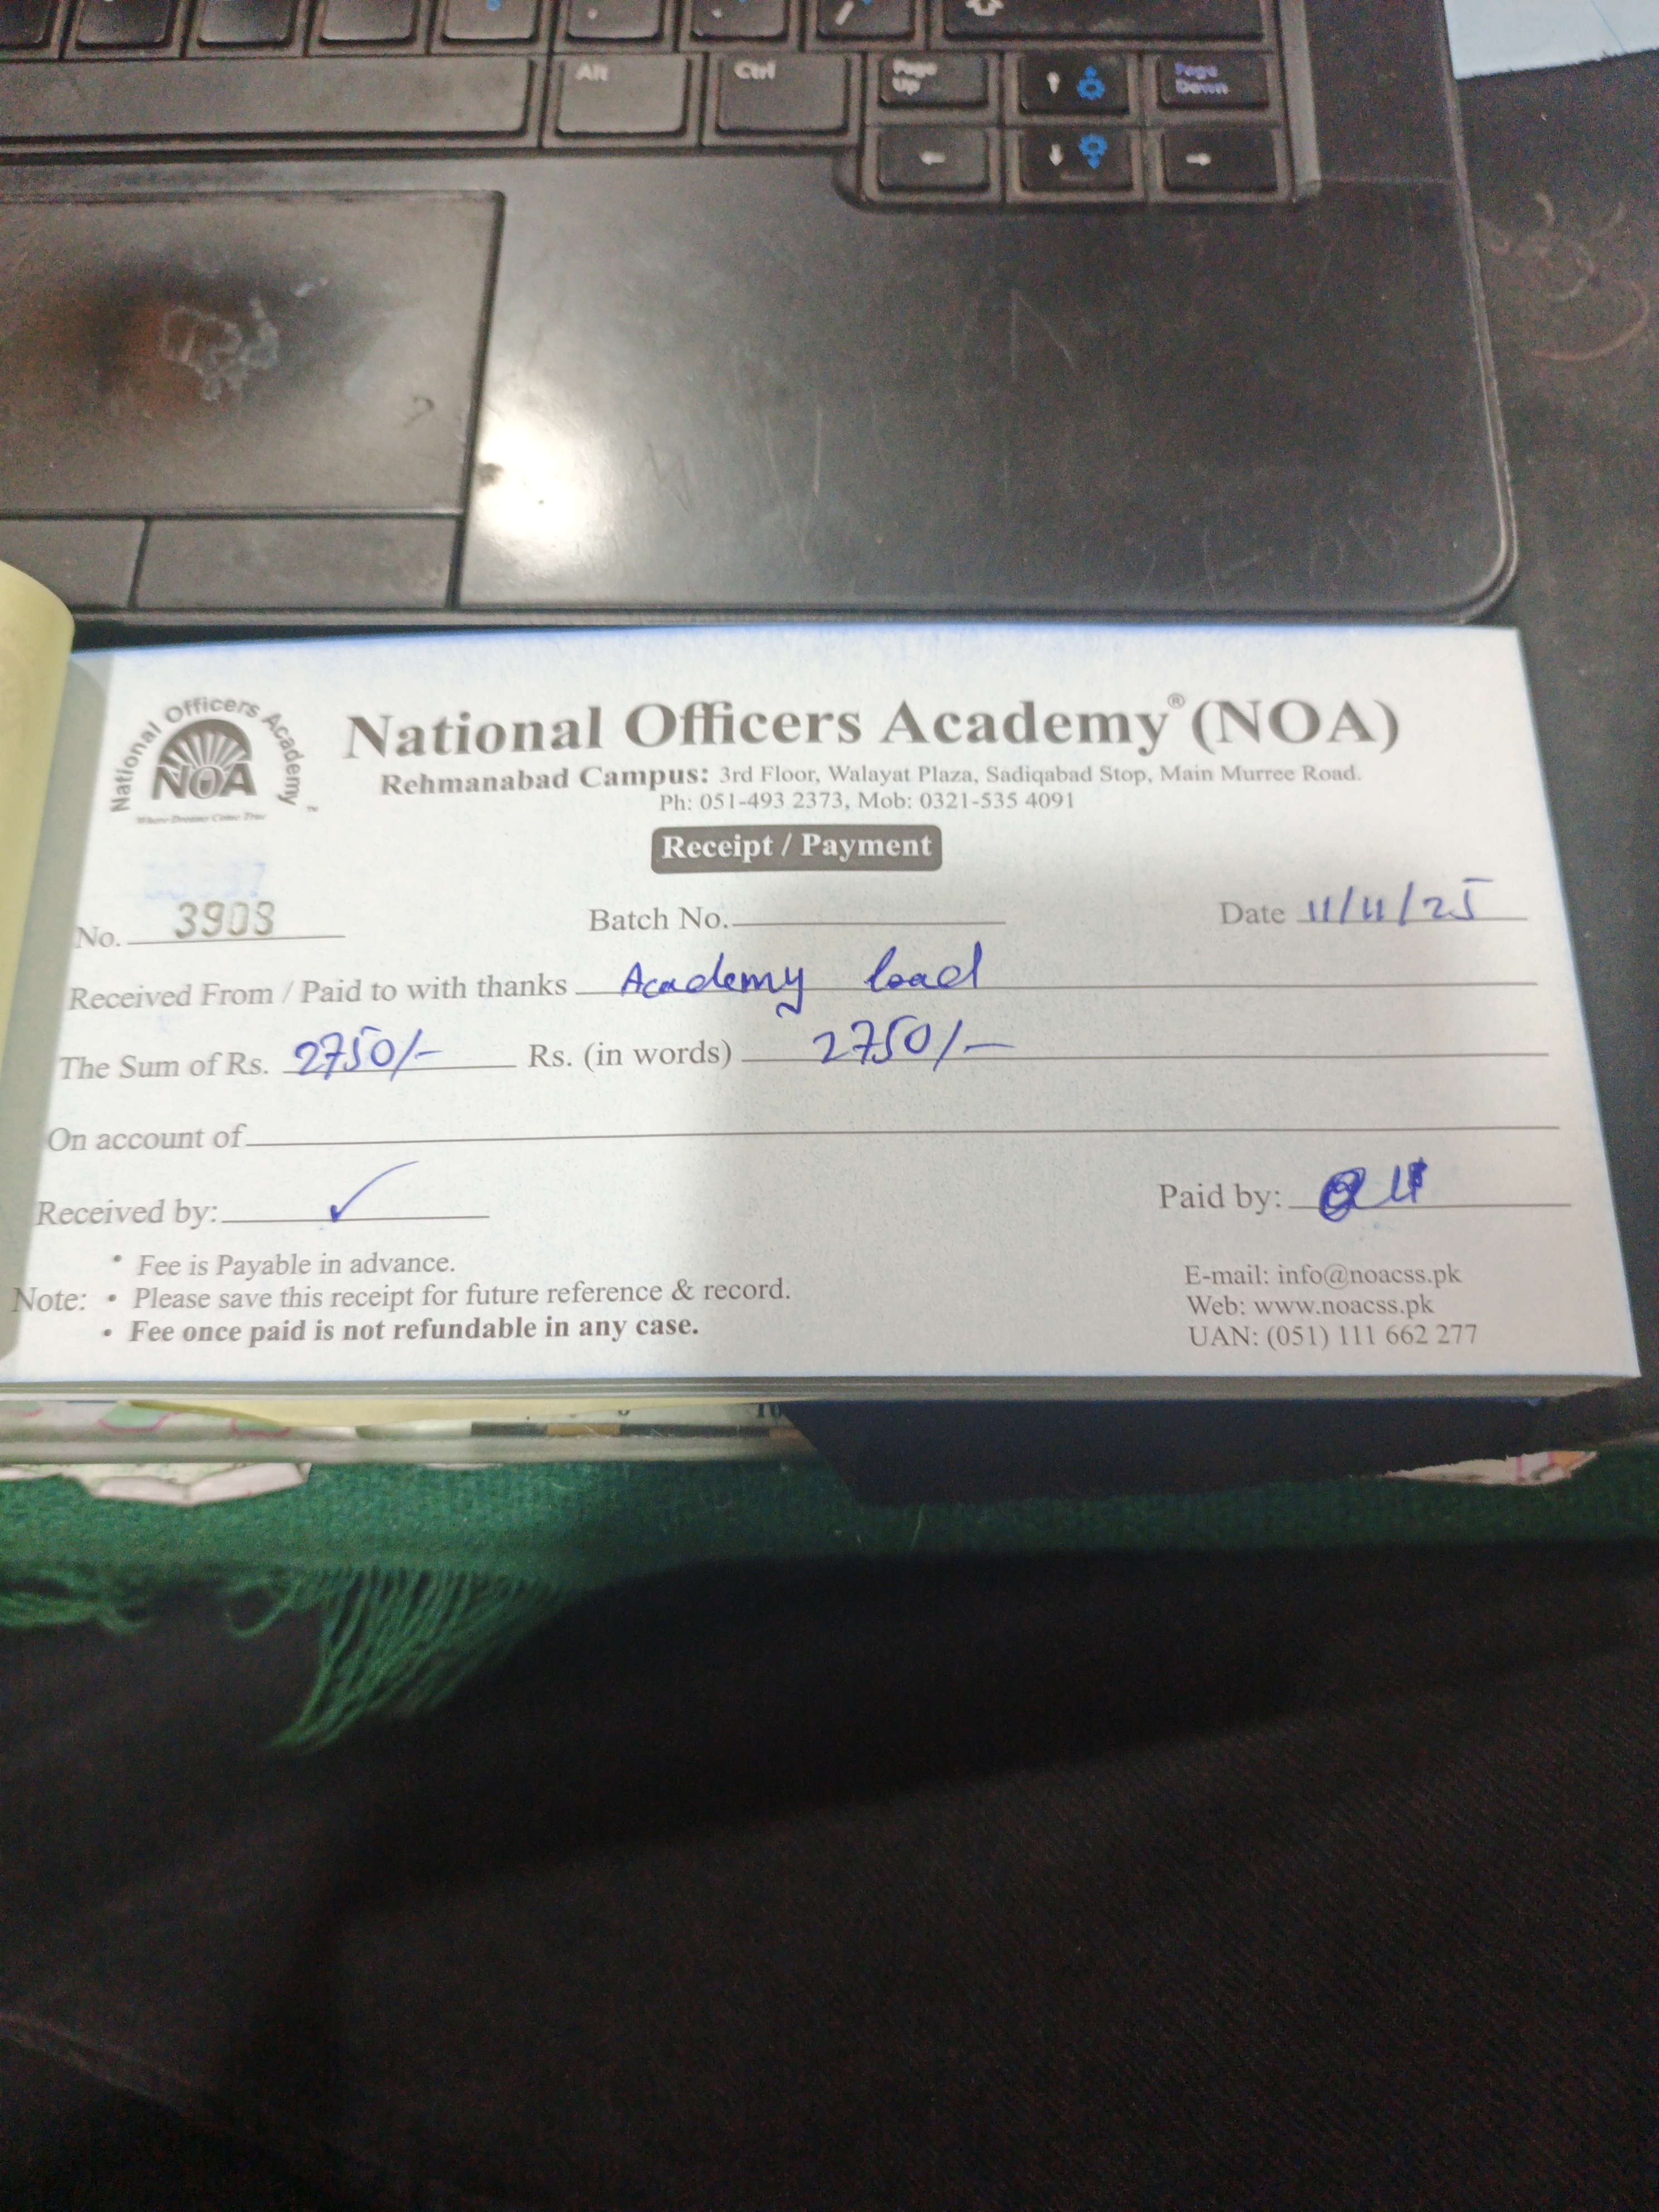 Alt Ctrl Page Up Page Down
National Officers Academy
NOA
Where Dreams Come True
National Officers Academy® (NOA)
Rehmanabad Campus: 3rd Floor, Walayat Plaza, Sadiqabad Stop, Main Murree Road.
Ph: 051-493 2373, Mob: 0321-535 4091
Receipt / Payment
No. 3908 Batch No. Date 11/11/25
Received From / Paid to with thanks Academy load
The Sum of Rs. 2750/- Rs. (in words) 2750/-
On account of
Received by: Paid by:
• Fee is Payable in advance.
Note: • Please save this receipt for future reference & record.
• Fee once paid is not refundable in any case.
E-mail: info@noacss.pk
Web: www.noacss.pk
UAN: (051) 111 662 277